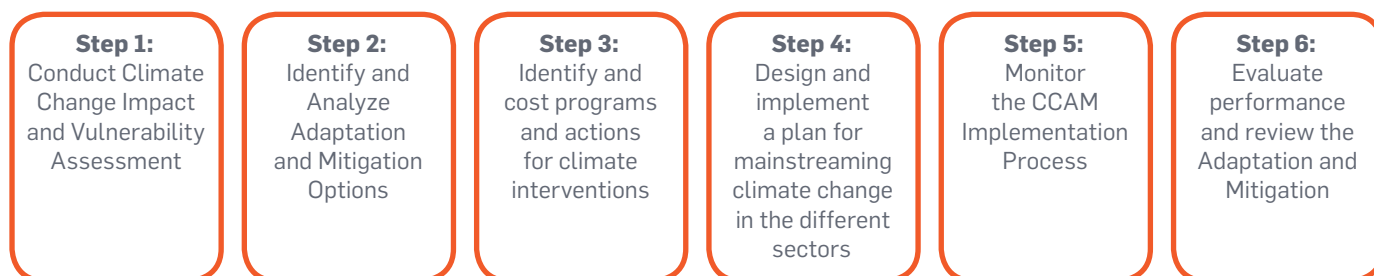 Step 1:
Conduct Climate
Change Impact
and Vulnerability
Assessment
Step 2:
Identify and
Analyze
Adaptation
and Mitigation
Options
Step 3:
Identify and
cost programs
and actions
for climate
interventions
Step 4:
Design and
implement
a plan for
mainstreaming
climate change
in the different
sectors
Step 5:
Monitor
the CCAM
Implementation
Process
Step 6:
Evaluate
performance
and review the
Adaptation and
Mitigation